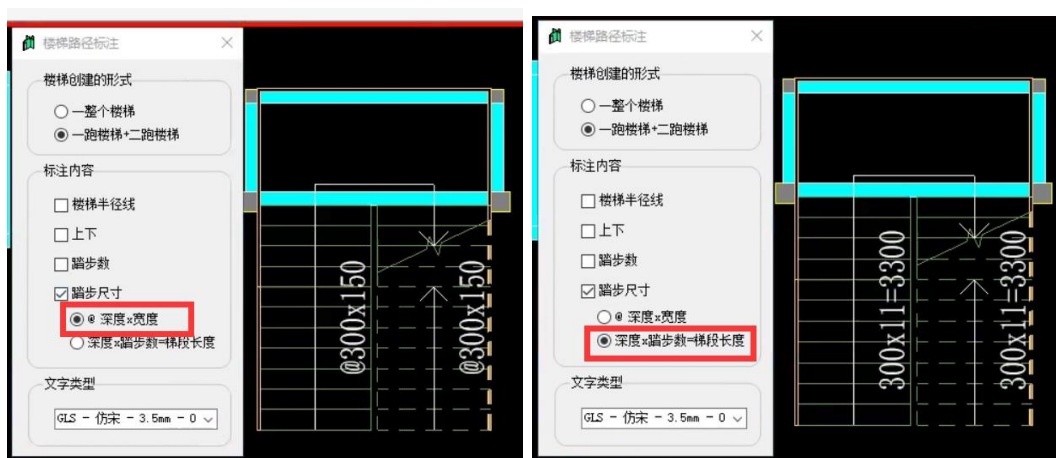 楼梯路径标注
楼梯创建的形式
一整个楼梯
一跑楼梯+二跑楼梯
标注内容
楼梯半径线
上下
踏步数
踏步尺寸
@ 深度x宽度
深度x踏步数=梯段长度
文字类型
GLS - 仿宋 - 3.5mm - 0
@300x150
@300x150
楼梯路径标注
楼梯创建的形式
一整个楼梯
一跑楼梯+二跑楼梯
标注内容
楼梯半径线
上下
踏步数
踏步尺寸
@ 深度x宽度
深度x踏步数=梯段长度
文字类型
GLS - 仿宋 - 3.5mm - 0
300x11=3300
300x11=3300